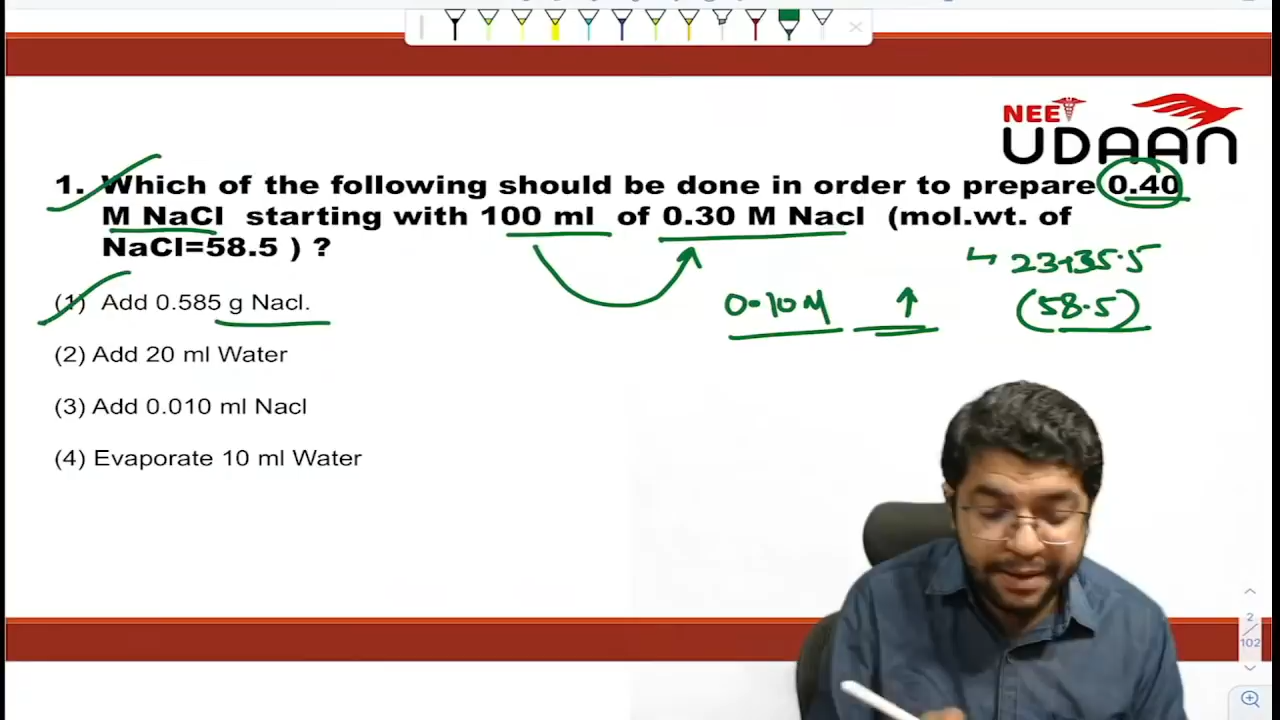 NEET
UDAAN
1. Which of the following should be done in order to prepare 0.40
M NaCl starting with 100 ml of 0.30 M Nacl (mol.wt. of
NaCl=58.5 ) ?
↳ 23+35.5
(1) Add 0.585 g Nacl.
0.10M ↑ (58.5)
(2) Add 20 ml Water
(3) Add 0.010 ml Nacl
(4) Evaporate 10 ml Water
2
102